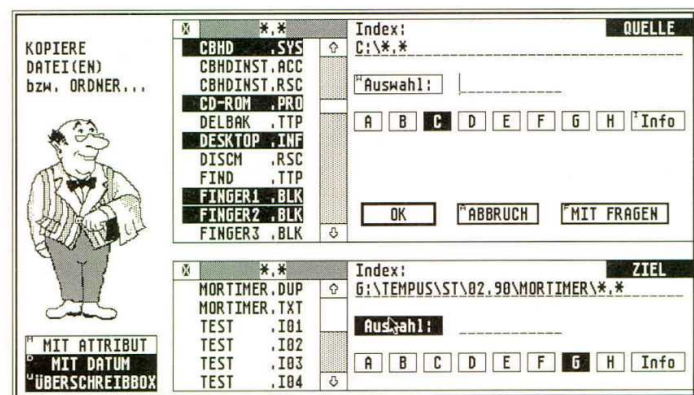 KOPIERE
DATEI(EN)
bzw. ORDNER...
M MIT ATTRIBUT
D MIT DATUM
U ÜBERSCHREIBBOX
*.*
CBHD .SYS
CBHDINST.ACC
CBHDINST.RSC
CD-ROM .PRO
DELBAK .TTP
DESKTOP .INF
DISCM .RSC
FIND .TTP
FINGER1 .BLK
FINGER2 .BLK
FINGER3 .BLK
Index: QUELLE
C:\*.*
W Auswahl: ___________
A B C D E F G H I Info
OK A ABBRUCH F MIT FRAGEN
*.*
MORTIMER.DUP
MORTIMER.TXT
TEST .I01
TEST .I02
TEST .I03
TEST .I04
Index: ZIEL
G:\TEMPUS\ST\02.90\MORTIMER\*.*
Auswahl: ___________
A B C D E F G H Info